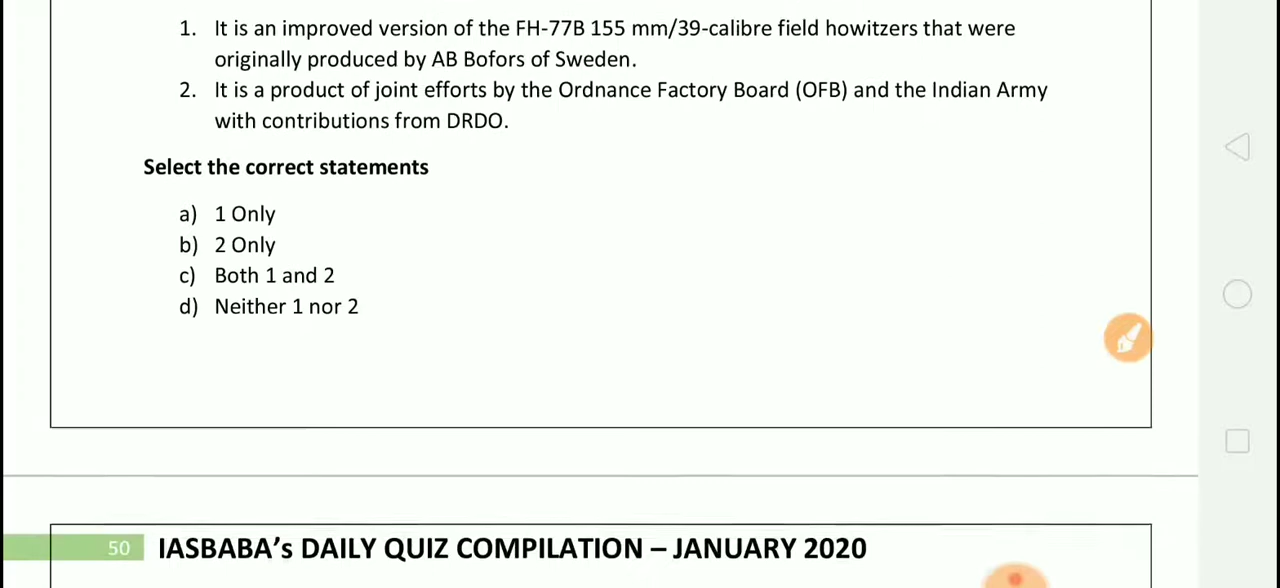 1. It is an improved version of the FH-77B 155 mm/39-calibre field howitzers that were
originally produced by AB Bofors of Sweden.
2. It is a product of joint efforts by the Ordnance Factory Board (OFB) and the Indian Army
with contributions from DRDO.
Select the correct statements
a) 1 Only
b) 2 Only
c) Both 1 and 2
d) Neither 1 nor 2
50 IASBABA’s DAILY QUIZ COMPILATION – JANUARY 2020